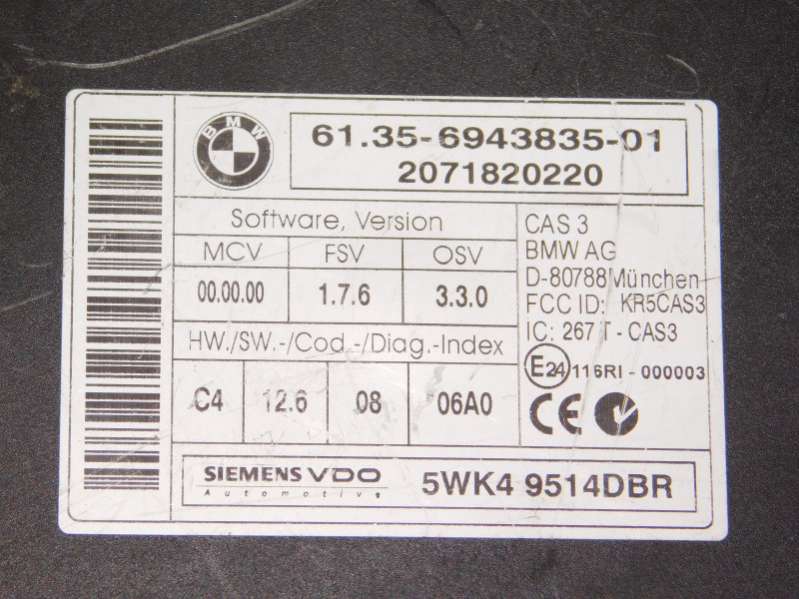 BMW
61.35-6943835-01
2071820220
Software, Version
MCV FSV OSV
00.00.00 1.7.6 3.3.0
HW./SW.-/Cod.-/Diag.-Index
C4 12.6 08 06A0
CAS 3
BMW AG
D-80788 München
FCC ID: KR5CAS3
IC: 267 T - CAS3
E24 116RI - 000003
CE
SIEMENS VDO
Automotive
5WK4 9514DBR